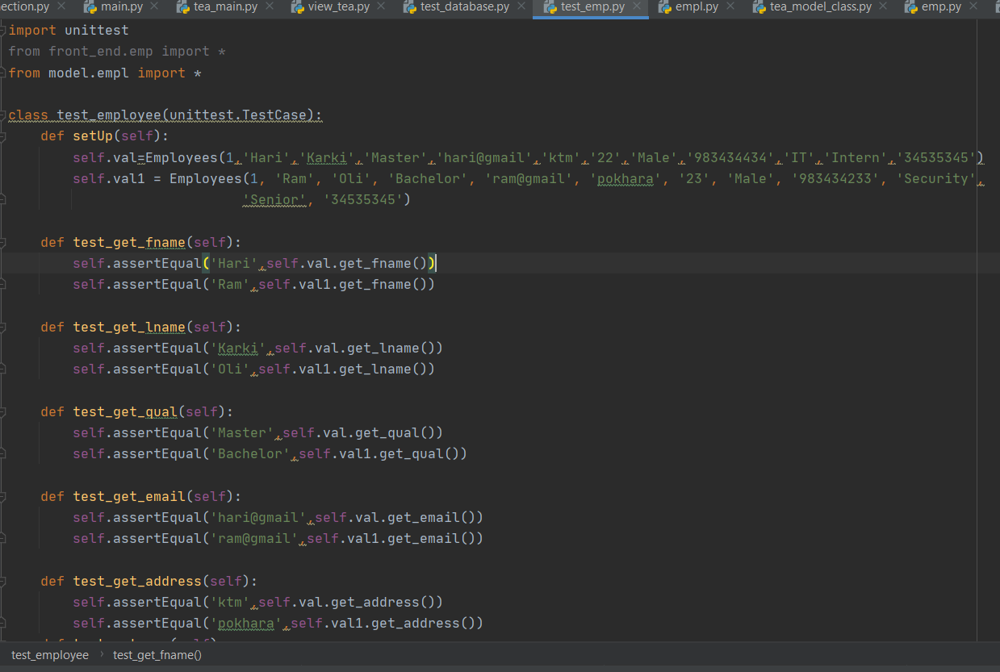 ection.py main.py tea_main.py view_tea.py test_database.py test_emp.py empl.py tea_model_class.py emp.py
import unittest
from front_end.emp import *
from model.empl import *
class test_employee(unittest.TestCase):
def setUp(self):
self.val=Employees(1,'Hari','Karki','Master','hari@gmail','ktm','22','Male','983434434','IT','Intern','34535345')
self.val1 = Employees(1, 'Ram', 'Oli', 'Bachelor', 'ram@gmail', 'pokhara', '23', 'Male', '983434233', 'Security',
'Senior', '34535345')
def test_get_fname(self):
self.assertEqual('Hari',self.val.get_fname())
self.assertEqual('Ram',self.val1.get_fname())
def test_get_lname(self):
self.assertEqual('Karki',self.val.get_lname())
self.assertEqual('Oli',self.val1.get_lname())
def test_get_qual(self):
self.assertEqual('Master',self.val.get_qual())
self.assertEqual('Bachelor',self.val1.get_qual())
def test_get_email(self):
self.assertEqual('hari@gmail',self.val.get_email())
self.assertEqual('ram@gmail',self.val1.get_email())
def test_get_address(self):
self.assertEqual('ktm',self.val.get_address())
self.assertEqual('pokhara',self.val1.get_address())
test_employee › test_get_fname()